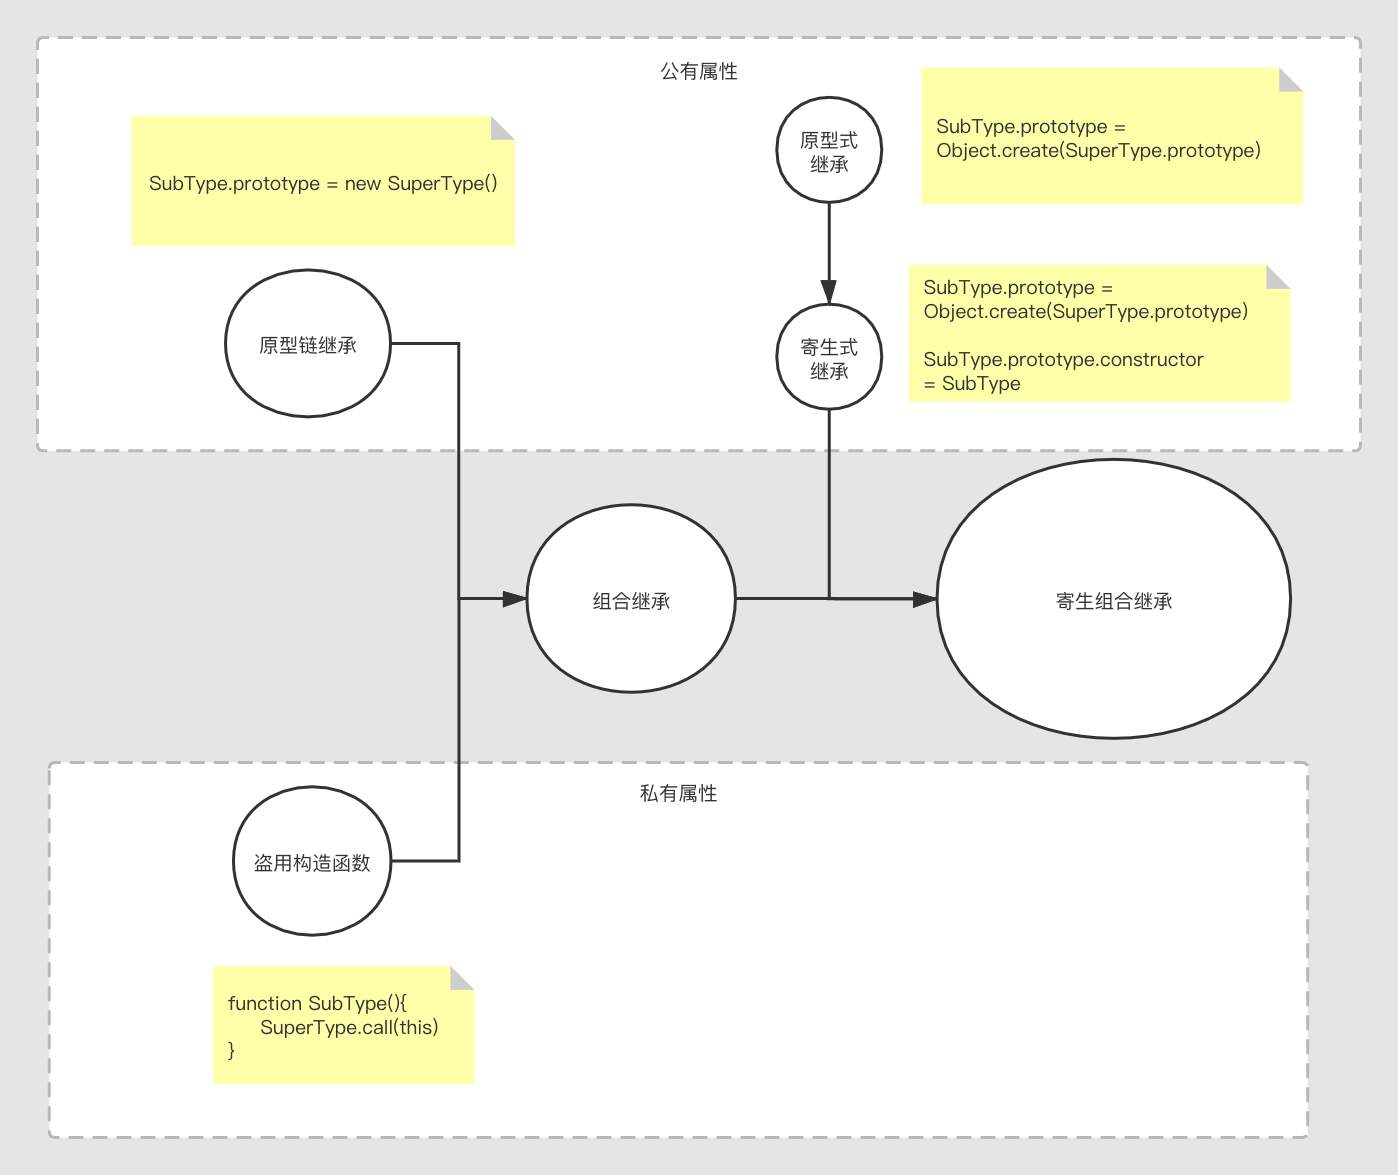 公有属性
SubType.prototype = new SuperType()
原型式
继承
SubType.prototype =
Object.create(SuperType.prototype)
原型链继承
寄生式
继承
SubType.prototype =
Object.create(SuperType.prototype)
SubType.prototype.constructor
= SubType
组合继承
寄生组合继承
私有属性
盗用构造函数
function SubType(){
SuperType.call(this)
}